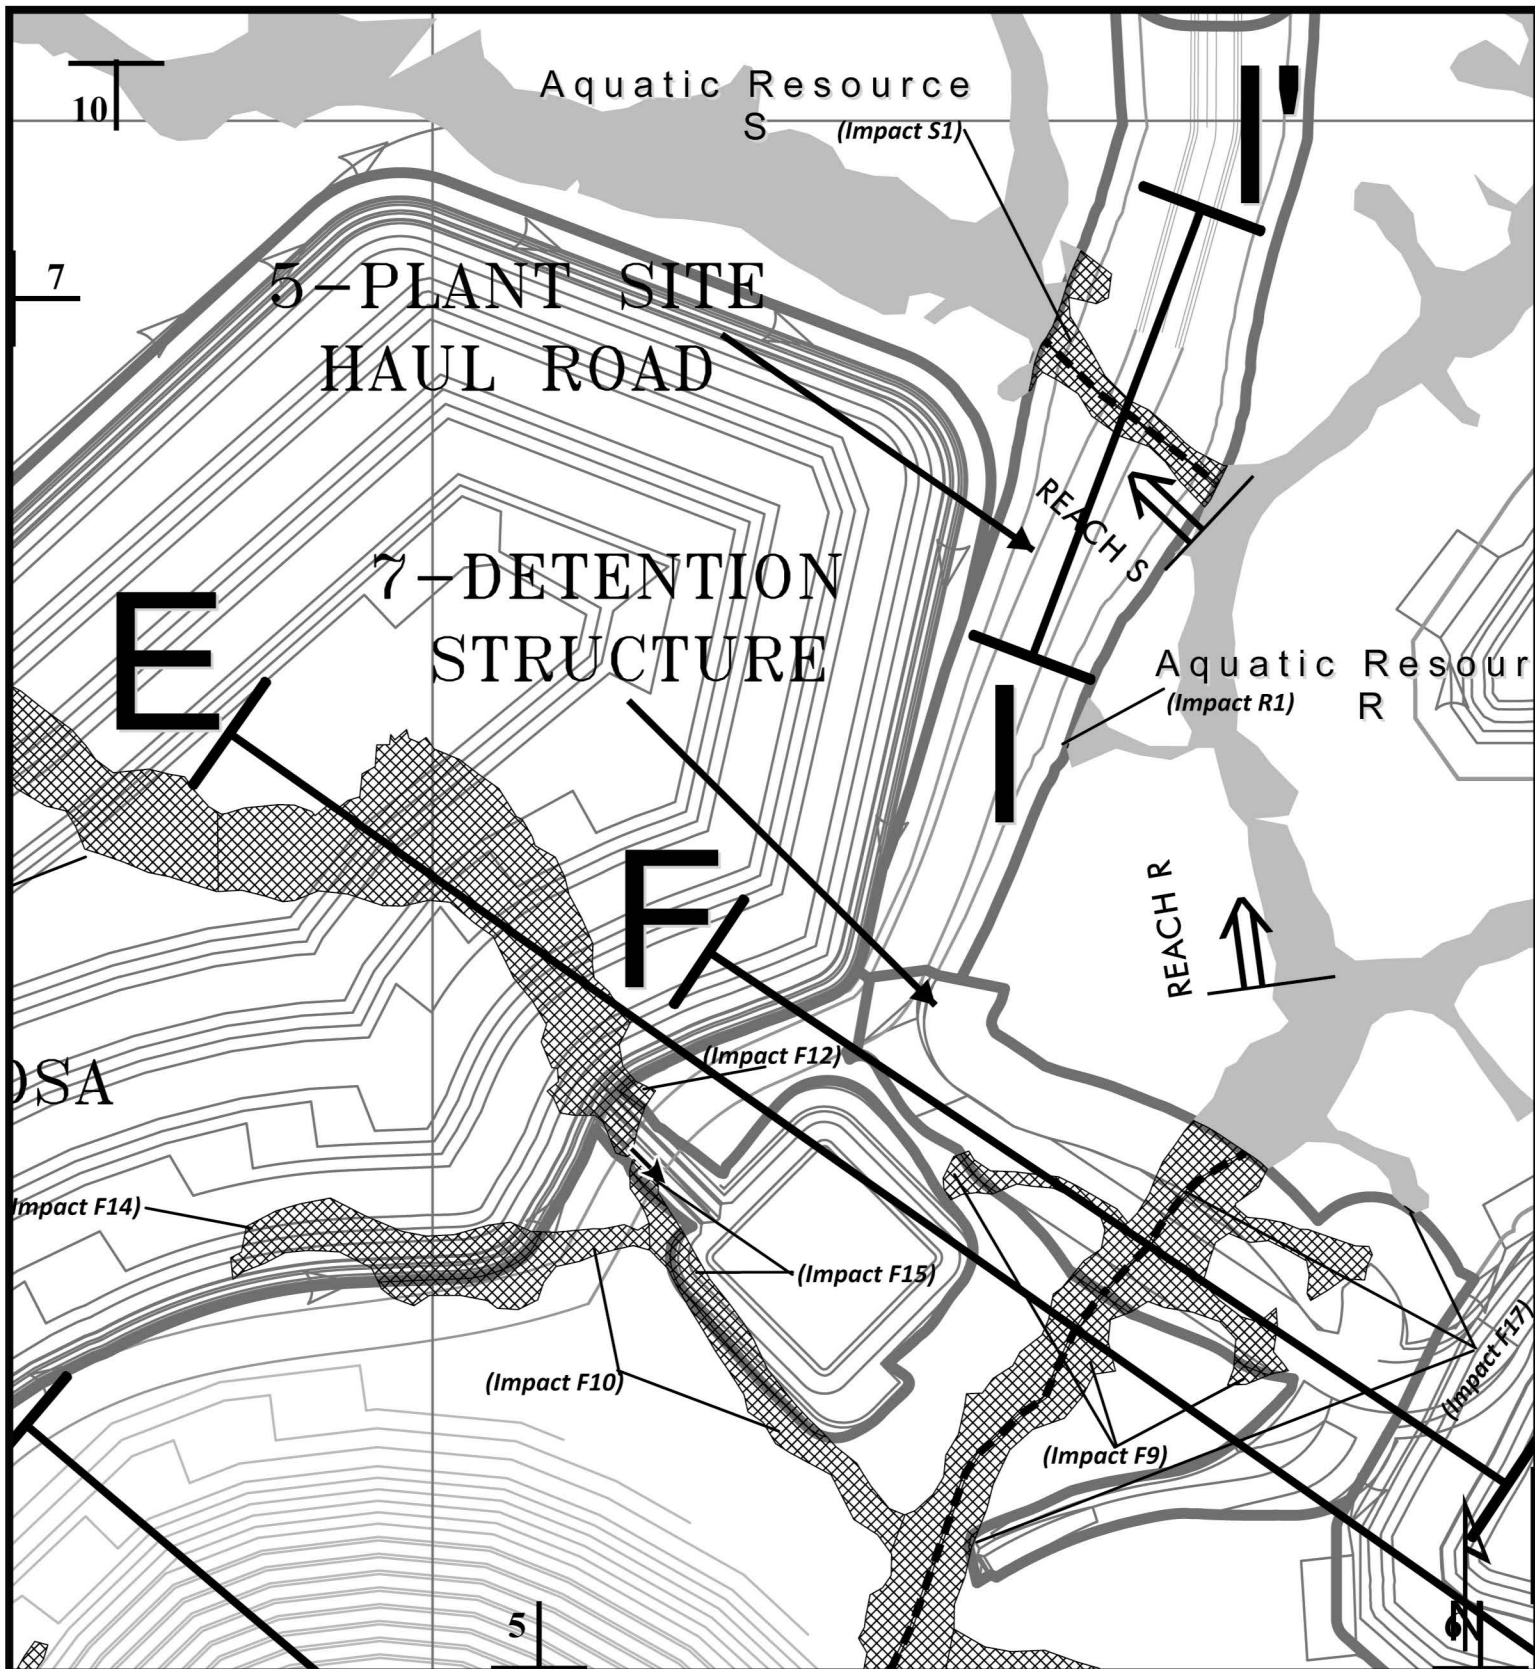 Aquatic Resource
S
(Impact S1)
10
I'
7
5-PLANT SITE
HAUL ROAD
REACH S
7-DETENTION
STRUCTURE
E
Aquatic Resour
R
(Impact R1)
I
F
REACH R
(Impact F12)
OSA
Impact F14)
(Impact F15)
(Impact F17)
(Impact F10)
(Impact F9)
5
N